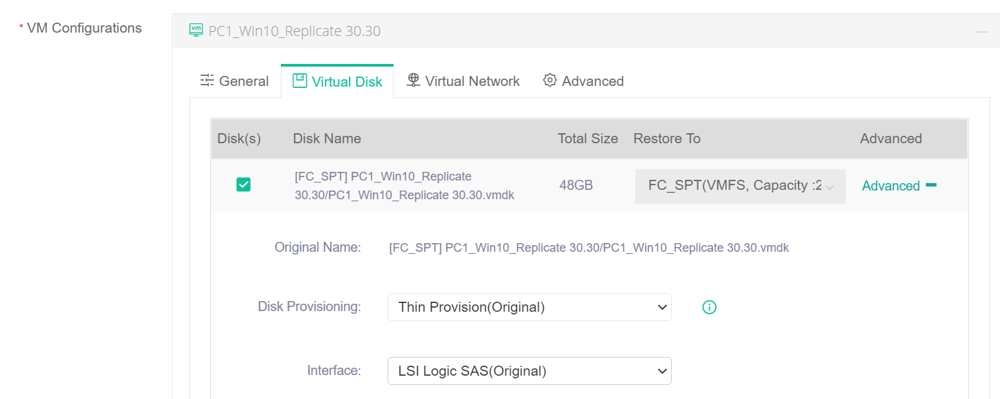 * VM Configurations
vm PC1_Win10_Replicate 30.30
General Virtual Disk Virtual Network Advanced
Disk(s) Disk Name Total Size Restore To Advanced
[FC_SPT] PC1_Win10_Replicate
30.30/PC1_Win10_Replicate 30.30.vmdk
48GB FC_SPT(VMFS, Capacity :2 Advanced
Original Name: [FC_SPT] PC1_Win10_Replicate 30.30/PC1_Win10_Replicate 30.30.vmdk
Disk Provisioning: Thin Provision(Original)
Interface: LSI Logic SAS(Original)